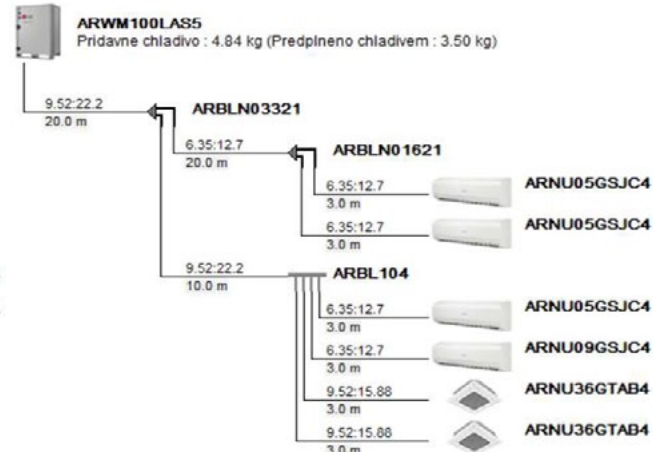 ARWM100LAS5
Pridavne chladivo : 4.84 kg (Predplneno chladivem : 3.50 kg)
9.52:22.2
20.0 m
ARBLN03321
6.35:12.7
20.0 m
ARBLN01621
6.35:12.7
3.0 m
ARNU05GSJC4
6.35:12.7
3.0 m
ARNU05GSJC4
9.52:22.2
10.0 m
ARBL104
6.35:12.7
3.0 m
ARNU05GSJC4
6.35:12.7
3.0 m
ARNU09GSJC4
9.52:15.88
3.0 m
ARNU36GTAB4
9.52:15.88
3.0 m
ARNU36GTAB4